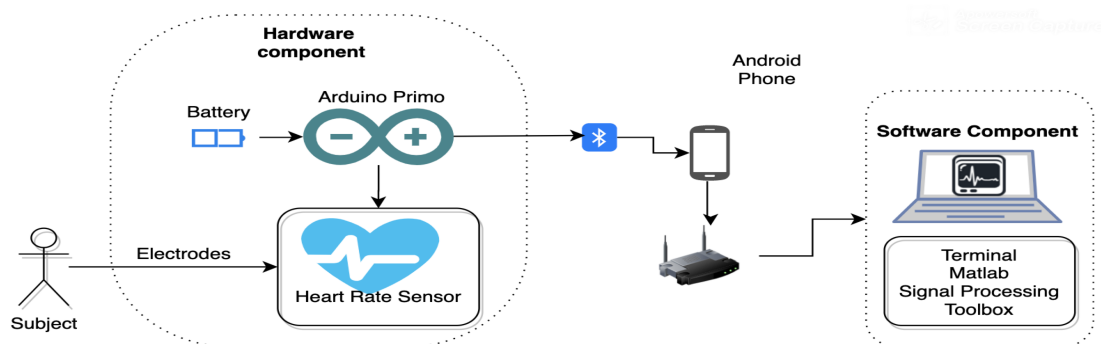 Hardware
component
Android
Phone
Arduino Primo
Battery
Software Component
Electrodes
Heart Rate Sensor
Subject
Terminal
Matlab
Signal Processing
Toolbox